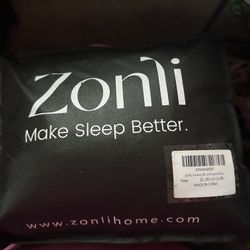 Zonli
Make Sleep Better.
MADE IN CHINA
www.zonlihome.com